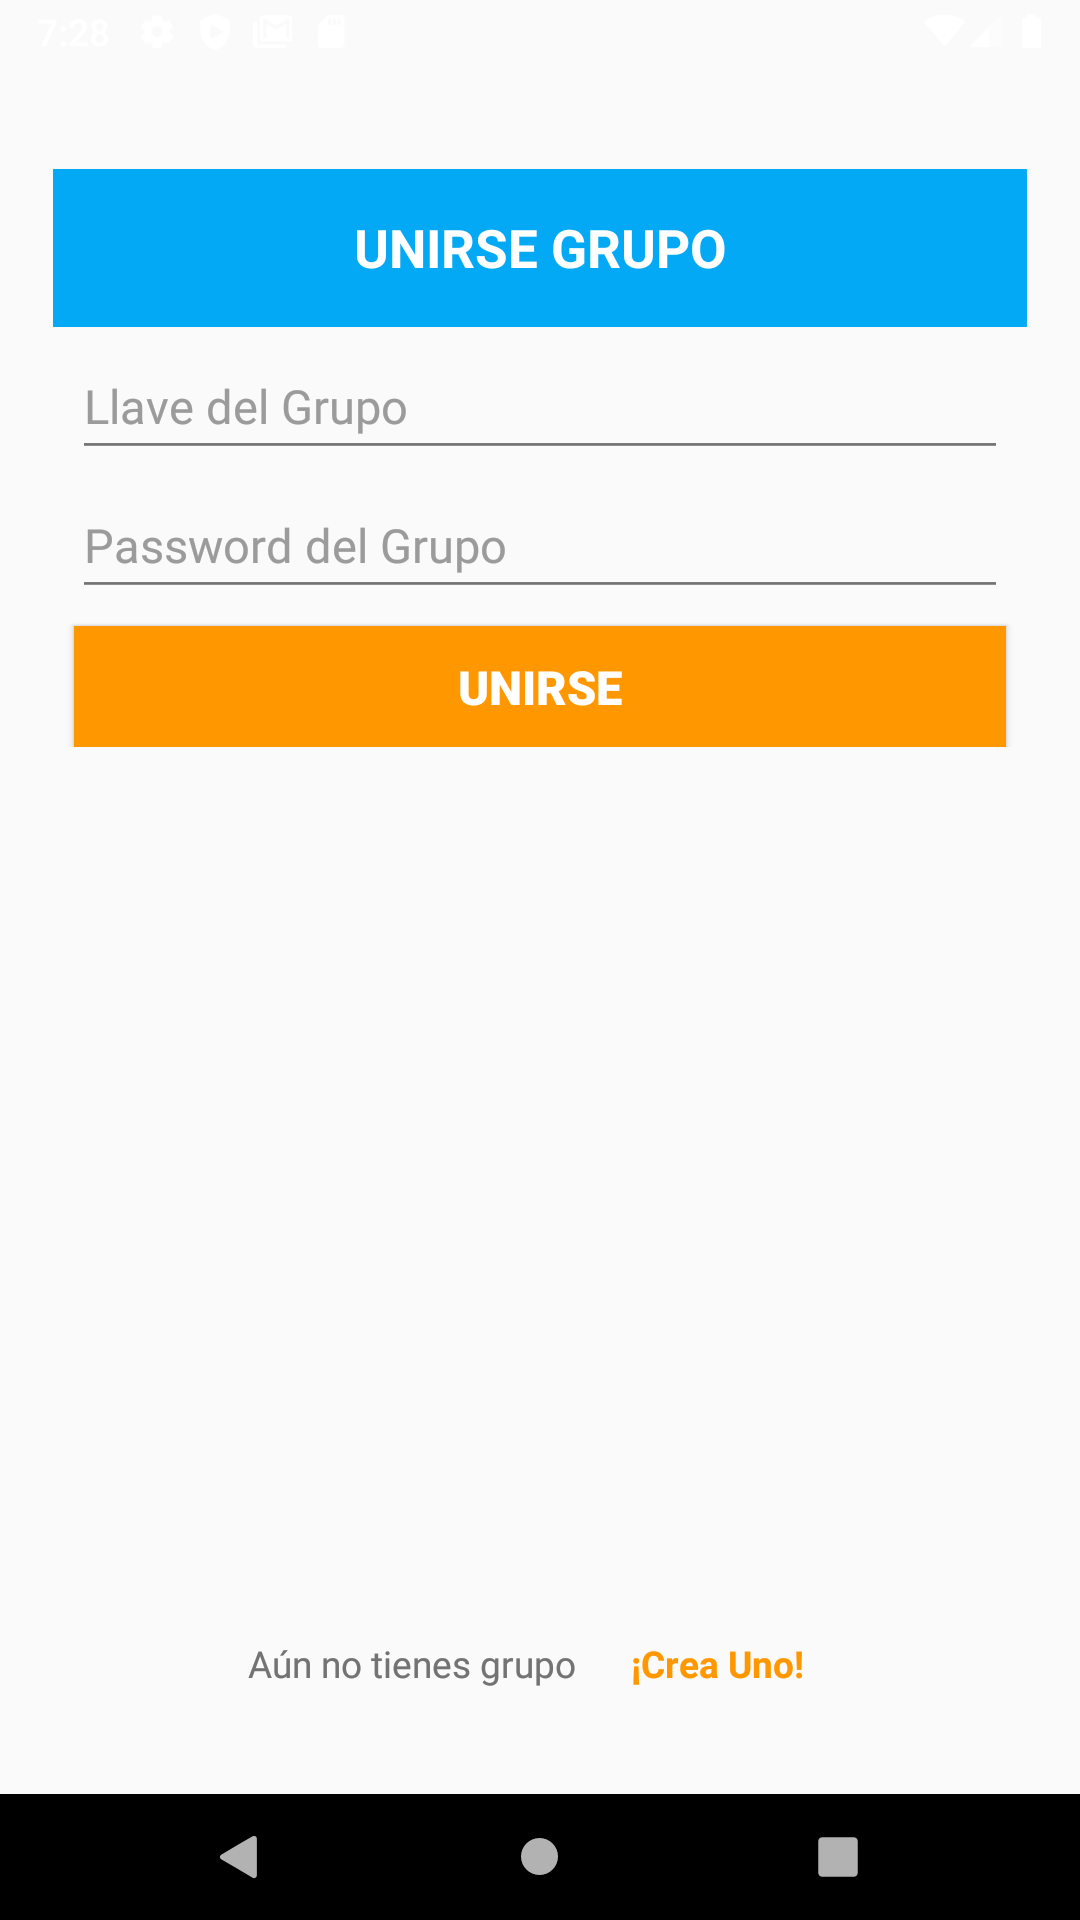 7:28
UNIRSE GRUPO
Llave del Grupo
Password del Grupo
UNIRSE
Aún no tienes grupo ¡Crea Uno!